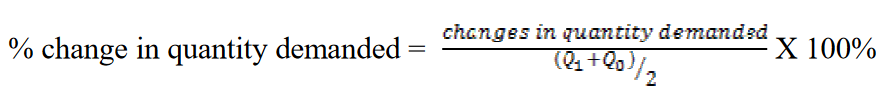 % change in quantity demanded = changes in quantity demanded / (Q₁+Q₀)/2 X 100%